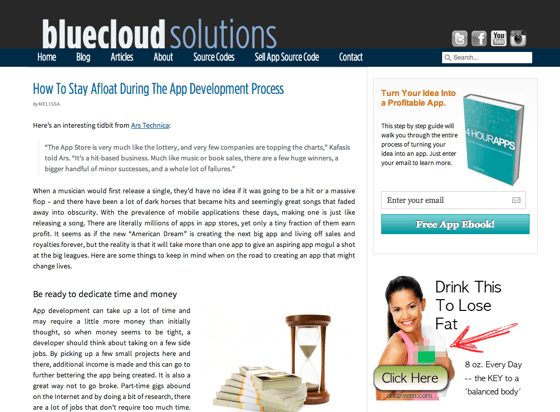 bluecloud solutions
Home Blog Articles About Source Codes Sell App Source Code Contact
Search...
How To Stay Afloat During The App Development Process
by MELISSA
Here's an interesting tidbit from Ars Technica:
"The App Store is very much like the lottery, and very few companies are topping the charts," Kafasis
told Ars. "It's a hit-based business. Much like music or book sales, there are a few huge winners, a
bigger handful of minor successes, and a whole lot of failures."
When a musician would first release a single, they'd have no idea if it was going to be a hit or a massive
flop – and there have been a lot of dark horses that became hits and seemingly great songs that faded
away into obscurity. With the prevalence of mobile applications these days, making one is just like
releasing a song. There are literally millions of apps in app stores, yet only a tiny fraction of them earn
profit. It seems as if the new "American Dream" is creating the next big app and living off sales and
royalties forever, but the reality is that it will take more than one app to give an aspiring app mogul a shot
at the big leagues. Here are some things to keep in mind when on the road to creating an app that might
change lives.
Be ready to dedicate time and money
App development can take up a lot of time and
may require a little more money than initially
thought, so when money seems to be tight, a
developer should think about taking on a few side
jobs. By picking up a few small projects here and
there, additional income is made and this can go to
further bettering the app being created. It is also a
great way not to go broke. Part-time gigs abound
on the Internet and by doing a bit of research, there
are a lot of jobs that don't require too much time.
Turn Your Idea Into
a Profitable App.
This step by step guide will
walk you through the entire
process of turning your
idea into an app. Just enter
your email to learn more.
4 HOUR APPS
Enter your email
Free App Ebook!
Drink This
To Lose
Fat
Click Here
8 oz. Every Day
-- the KEY to a
'balanced body'
You
Tube